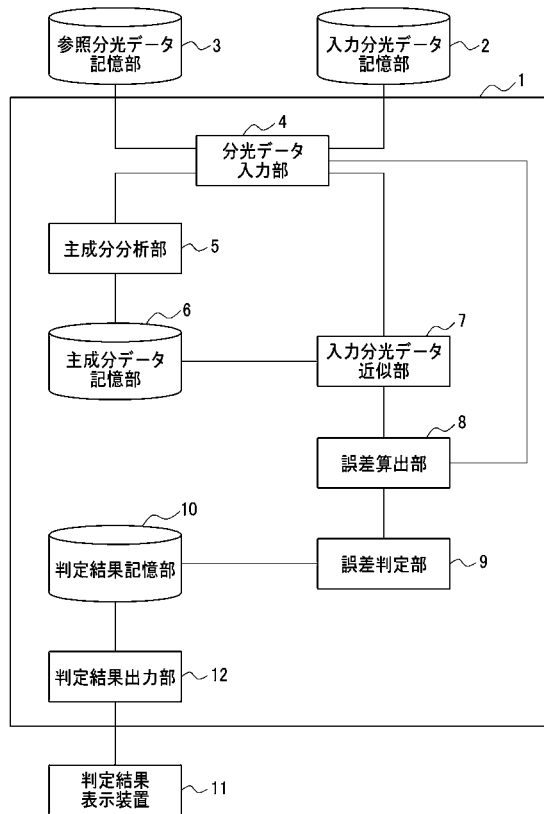 参照分光データ
記憶部
3
入力分光データ
記憶部
2
1
4
分光データ
入力部
主成分分析部
5
6
主成分データ
記憶部
7
入力分光データ
近似部
8
誤差算出部
10
判定結果記憶部
誤差判定部
9
判定結果出力部
12
判定結果
表示装置
11